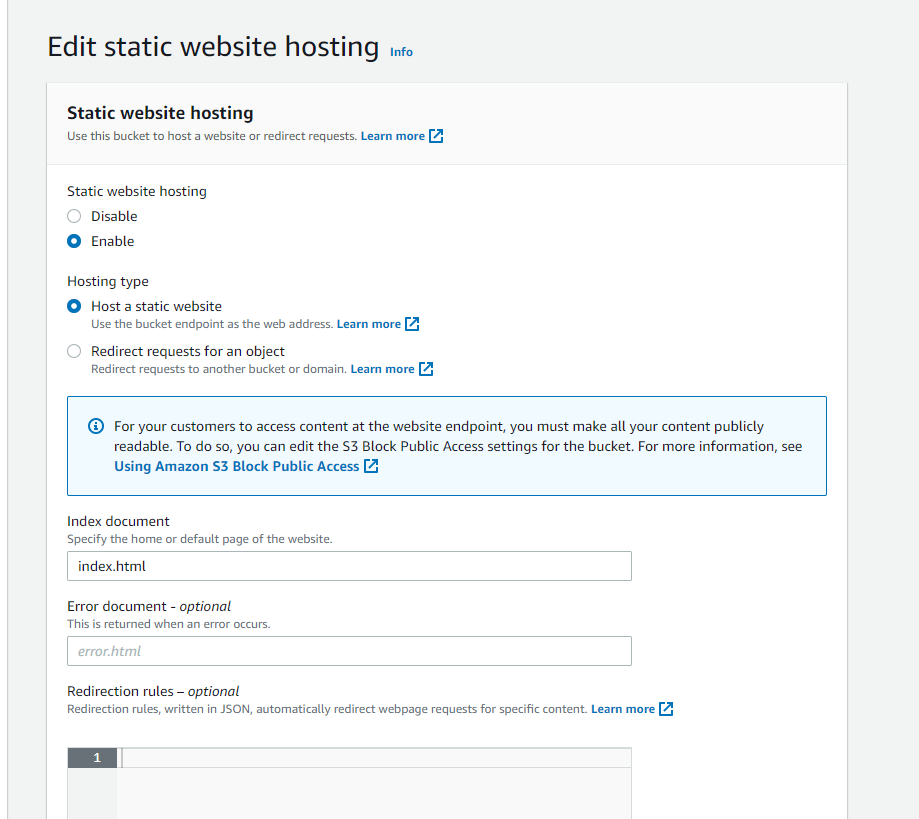 Edit static website hosting Info
Static website hosting
Use this bucket to host a website or redirect requests. Learn more
Static website hosting
Disable
Enable
Hosting type
Host a static website
Use the bucket endpoint as the web address. Learn more
Redirect requests for an object
Redirect requests to another bucket or domain. Learn more
For your customers to access content at the website endpoint, you must make all your content publicly
readable. To do so, you can edit the S3 Block Public Access settings for the bucket. For more information, see
Using Amazon S3 Block Public Access
Index document
Specify the home or default page of the website.
index.html
Error document - optional
This is returned when an error occurs.
error.html
Redirection rules – optional
Redirection rules, written in JSON, automatically redirect webpage requests for specific content. Learn more
1